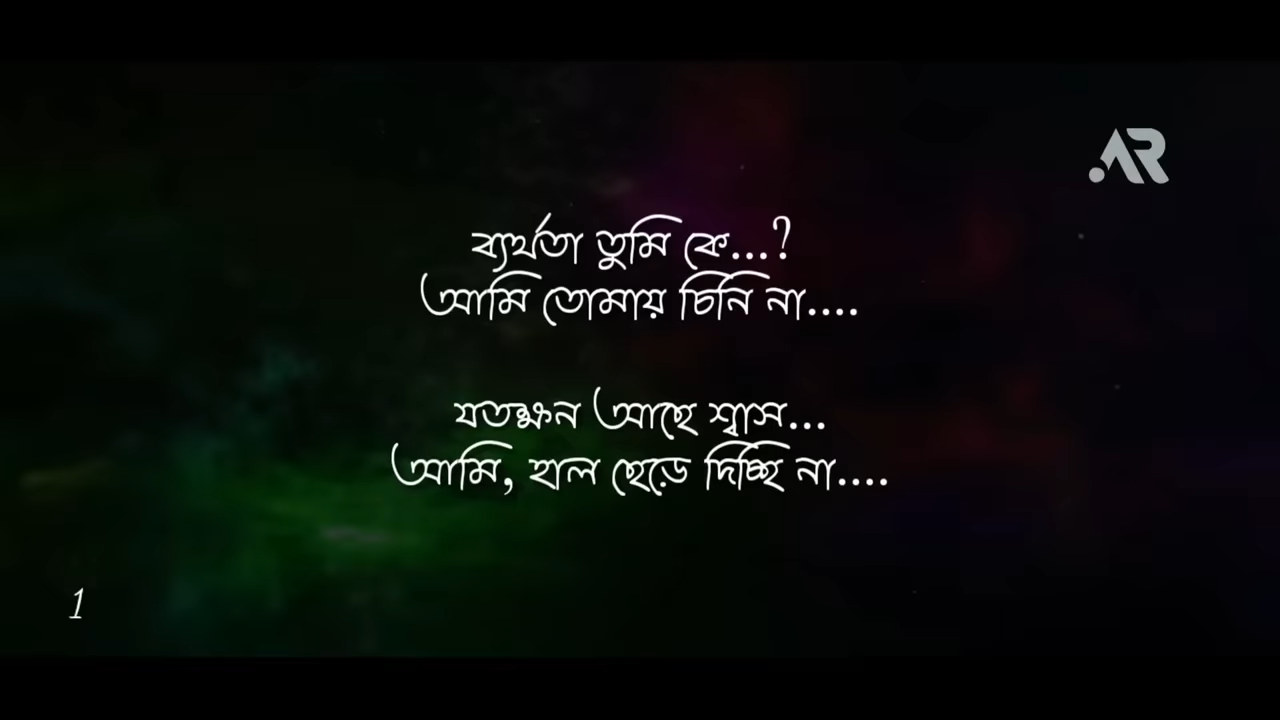 AR
ব্যর্থতা তুমি কে...?
আমি তোমায় চিনি না....
যতক্ষন আছে শ্বাস...
আমি, হাল ছেড়ে দিচ্ছি না....
1